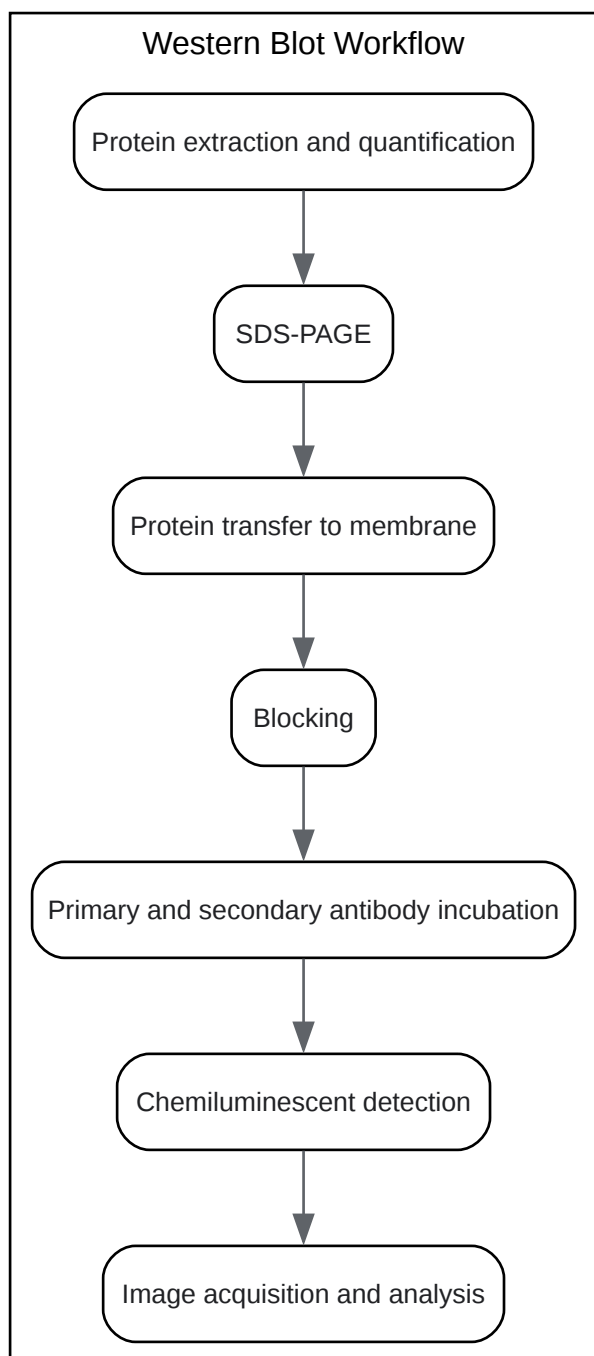 Western Blot Workflow
Protein extraction and quantification
SDS-PAGE
Protein transfer to membrane
Blocking
Primary and secondary antibody incubation
Chemiluminescent detection
Image acquisition and analysis